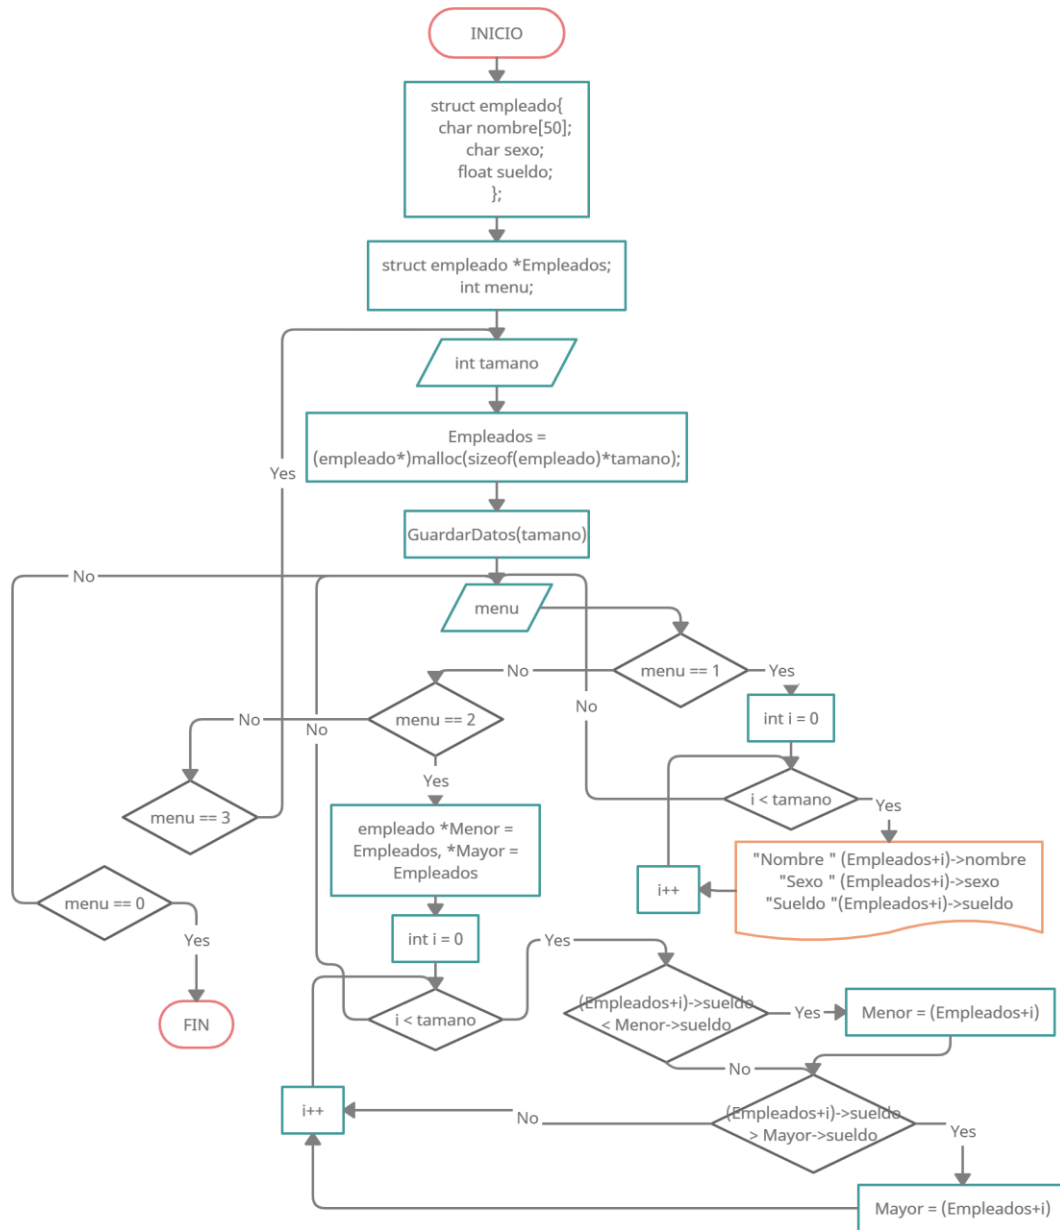 INICIO
struct empleado{
char nombre[50];
char sexo;
float sueldo;
};
struct empleado *Empleados;
int menu;
int tamano
Empleados =
(empleado*)malloc(sizeof(empleado)*tamano);
Yes
GuardarDatos(tamano)
No
menu
menu == 1
Yes
No
int i = 0
No
menu == 2
No
No
Yes
i < tamano
Yes
menu == 3
empleado *Menor =
Empleados, *Mayor =
Empleados
"Nombre " (Empleados+i)->nombre
"Sexo " (Empleados+i)->sexo
"Sueldo "(Empleados+i)->sueldo
i++
menu == 0
Yes
int i = 0
Yes
FIN
i < tamano
(Empleados+i)->sueldo
< Menor->sueldo
Yes
Menor = (Empleados+i)
No
i++
No
(Empleados+i)->sueldo
> Mayor->sueldo
Yes
Mayor = (Empleados+i)